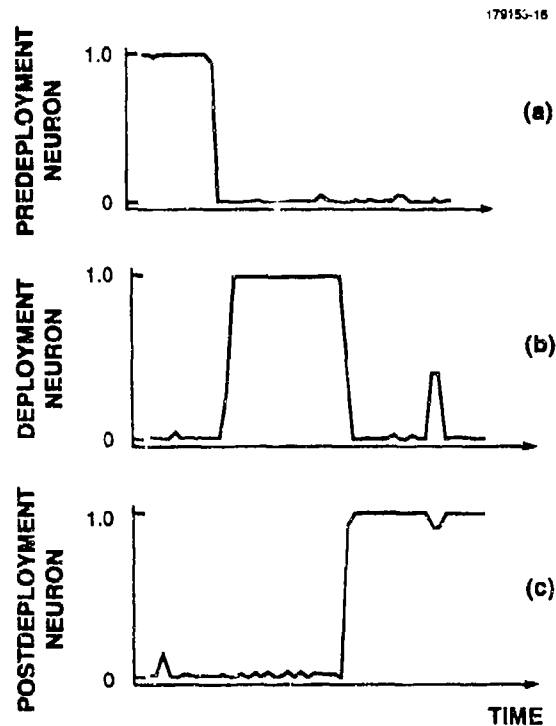 179153-16
1.0
PREDEPLOYMENT
NEURON
(a)
0
1.0
DEPLOYMENT
NEURON
(b)
0
1.0
POSTDEPLOYMENT
NEURON
(c)
0
TIME